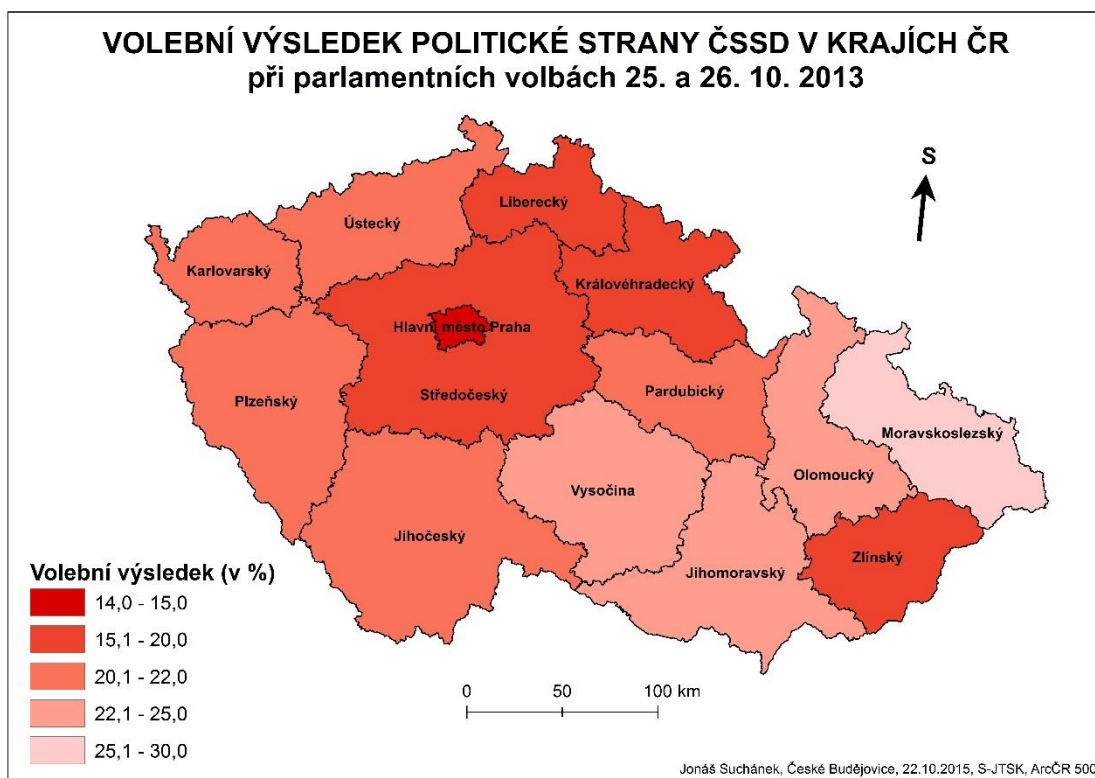 VOLEBNÍ VÝSLEDEK POLITICKÉ STRANY ČSSD V KRAJÍCH ČR
při parlamentních volbách 25. a 26. 10. 2013
S
Liberecký
Ústecký
Karlovarský
Královéhradecký
Hlavní město Praha
Středočeský
Pardubický
Plzeňský
Moravskoslezský
Olomoucký
Vysočina
Jihočeský
Zlínský
Jihomoravský
Volební výsledek (v %)
14,0 - 15,0
15,1 - 20,0
20,1 - 22,0
22,1 - 25,0
25,1 - 30,0
0 50 100 km
Jonáš Suchánek, České Budějovice, 22.10.2015, S-JTSK, ArcČR 500